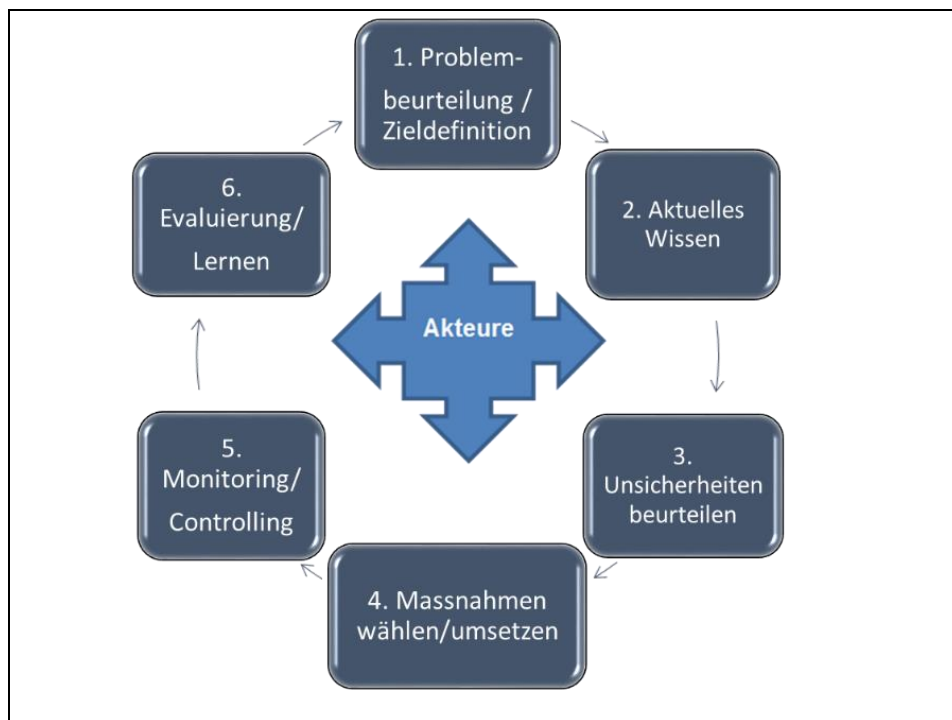 1. Problem-
beurteilung /
Zieldefinition
2. Aktuelles
Wissen
3.
Unsicherheiten
beurteilen
4. Massnahmen
wählen/umsetzen
5.
Monitoring/
Controlling
6.
Evaluierung/
Lernen
Akteure